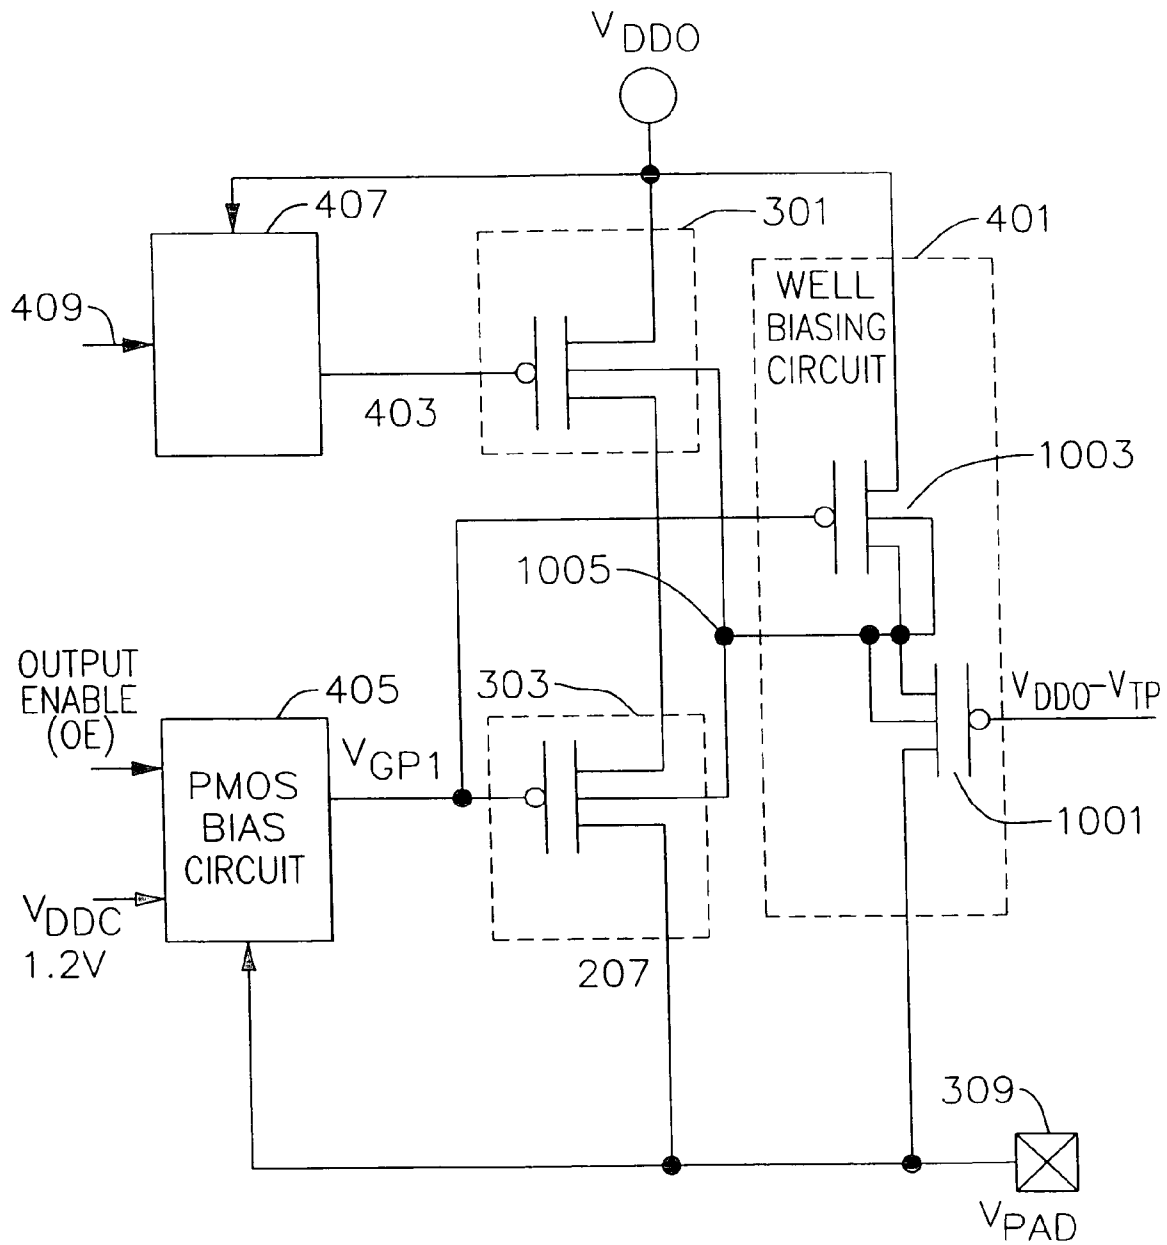 VDDO
407
301
401
409
WELL
BIASING
CIRCUIT
403
1003
1005
OUTPUT
ENABLE
(OE)
405
303
VDDO-VTP
VGP1
PMOS
BIAS
CIRCUIT
1001
VDDC
1.2V
207
309
VPAD